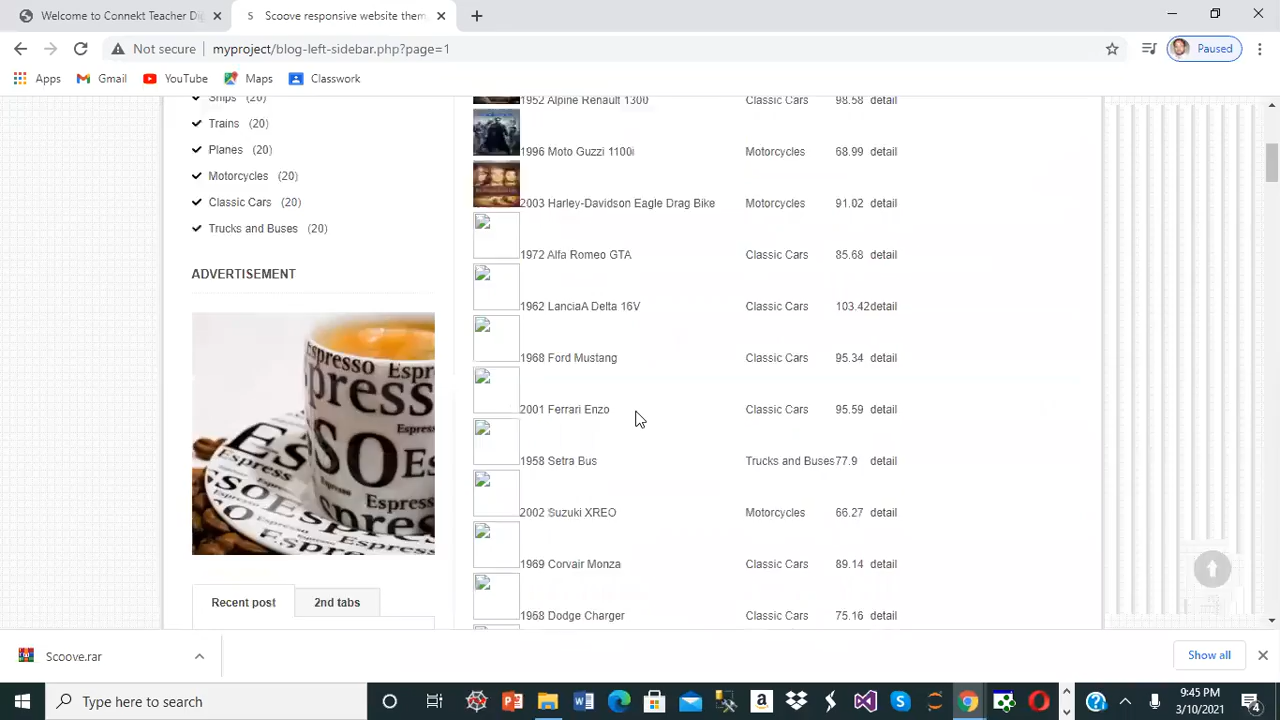 Welcome to Connekt Teacher Di
Scoove responsive website them
Not secure
myproject/blog-left-sidebar.php?page=1
Paused
Apps
Gmail
YouTube
Maps
Classwork
Ships (20)
Trains (20)
Planes (20)
Motorcycles (20)
Classic Cars (20)
Trucks and Buses (20)
ADVERTISEMENT
Espresso
Recent post
2nd tabs
1952 Alpine Renault 1300 Classic Cars 98.58 detail
1996 Moto Guzzi 1100i Motorcycles 68.99 detail
2003 Harley-Davidson Eagle Drag Bike Motorcycles 91.02 detail
1972 Alfa Romeo GTA Classic Cars 85.68 detail
1962 LanciaA Delta 16V Classic Cars 103.42detail
1968 Ford Mustang Classic Cars 95.34 detail
2001 Ferrari Enzo Classic Cars 95.59 detail
1958 Setra Bus Trucks and Buses77.9 detail
2002 Suzuki XREO Motorcycles 66.27 detail
1969 Corvair Monza Classic Cars 89.14 detail
1968 Dodge Charger Classic Cars 75.16 detail
Scoove.rar
Show all
Type here to search
9:45 PM
3/10/2021
4